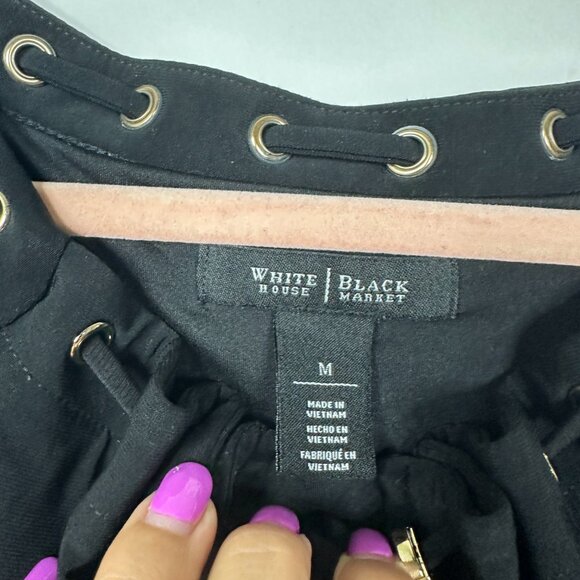 WHITE | BLACK
HOUSE | MARKET
M
MADE IN
VIETNAM
HECHO EN
VIETNAM
FABRIQUÉ EN
VIETNAM